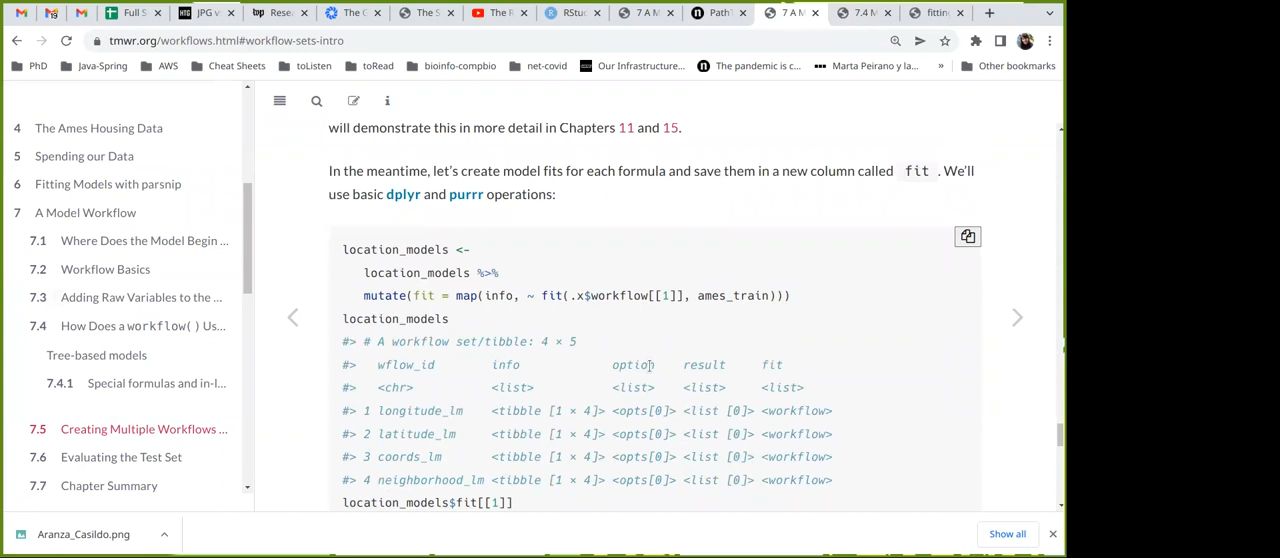 Full S
JPG v
Resea
The G
The S
The R
RStu
7 A M
PathT
7 A M
7.4 M
fittin
tmwr.org/workflows.html#workflow-sets-intro
PhD
Java-Spring
AWS
Cheat Sheets
toListen
toRead
bioinfo-compbio
net-covid
Our Infrastructure...
The pandemic is c...
Marta Peirano y la...
»
Other bookmarks
4 The Ames Housing Data
5 Spending our Data
6 Fitting Models with parsnip
7 A Model Workflow
7.1 Where Does the Model Begin ...
7.2 Workflow Basics
7.3 Adding Raw Variables to the ...
7.4 How Does a workflow() Us...
Tree-based models
7.4.1 Special formulas and in-l...
7.5 Creating Multiple Workflows ...
7.6 Evaluating the Test Set
7.7 Chapter Summary
will demonstrate this in more detail in Chapters 11 and 15.
In the meantime, let's create model fits for each formula and save them in a new column called fit . We'll
use basic dplyr and purrr operations:
location_models <-
location_models %>%
mutate(fit = map(info, ~ fit(.x$workflow[[1]], ames_train)))
location_models
#> # A workflow set/tibble: 4 × 5
#> wflow_id info option result fit
#> <chr> <list> <list> <list> <list>
#> 1 longitude_lm <tibble [1 × 4]> <opts[0]> <list [0]> <workflow>
#> 2 latitude_lm <tibble [1 × 4]> <opts[0]> <list [0]> <workflow>
#> 3 coords_lm <tibble [1 × 4]> <opts[0]> <list [0]> <workflow>
#> 4 neighborhood_lm <tibble [1 × 4]> <opts[0]> <list [0]> <workflow>
location_models$fit[[1]]
Aranza_Casildo.png
Show all